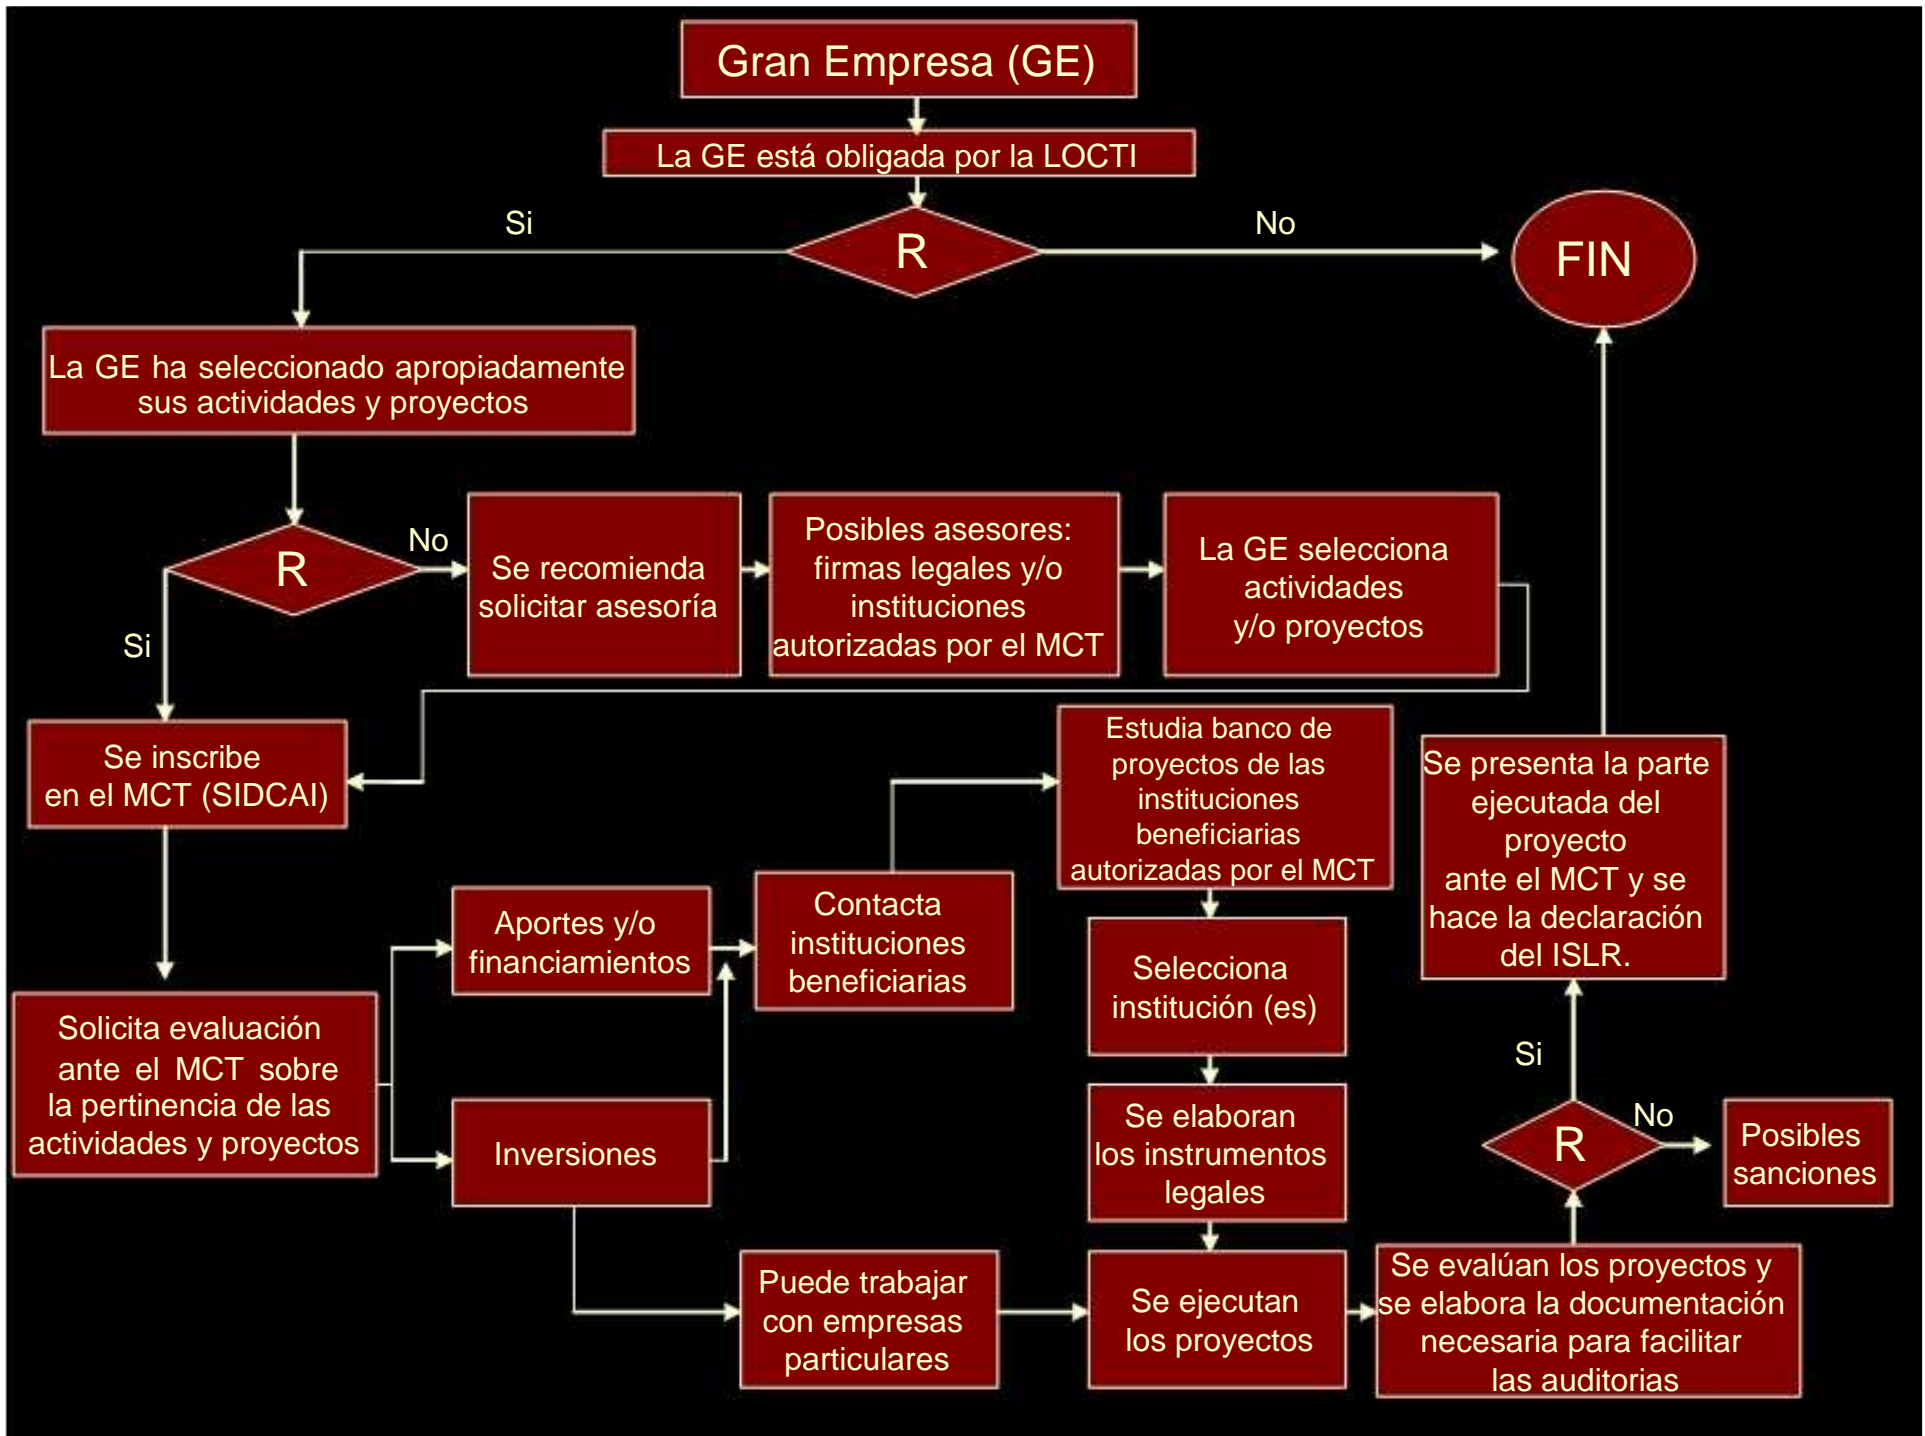 Gran Empresa (GE)
La GE está obligada por la LOCTI
Si
R
No
FIN
La GE ha seleccionado apropiadamente
sus actividades y proyectos
R
No
Si
Se recomienda
solicitar asesoría
Posibles asesores:
firmas legales y/o
instituciones
autorizadas por el MCT
La GE selecciona
actividades
y/o proyectos
Se inscribe
en el MCT (SIDCAI)
Solicita evaluación
ante el MCT sobre
la pertinencia de las
actividades y proyectos
Aportes y/o
financiamientos
Inversiones
Contacta
instituciones
beneficiarias
Estudia banco de
proyectos de las
instituciones
beneficiarias
autorizadas por el MCT
Selecciona
institución (es)
Se elaboran
los instrumentos
legales
Puede trabajar
con empresas
particulares
Se ejecutan
los proyectos
Se evalúan los proyectos y
se elabora la documentación
necesaria para facilitar
las auditorias
R
Si
No
Posibles
sanciones
Se presenta la parte
ejecutada del
proyecto
ante el MCT y se
hace la declaración
del ISLR.